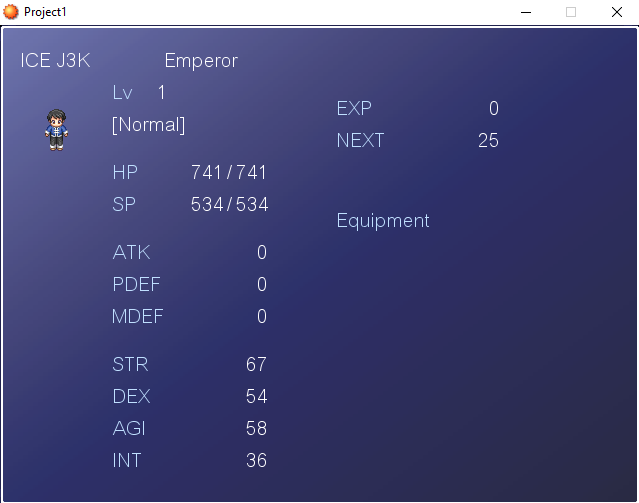 Project1
ICE J3K Emperor
Lv 1
[Normal]
EXP 0
NEXT 25
HP 741/741
SP 534/534
Equipment
ATK 0
PDEF 0
MDEF 0
STR 67
DEX 54
AGI 58
INT 36